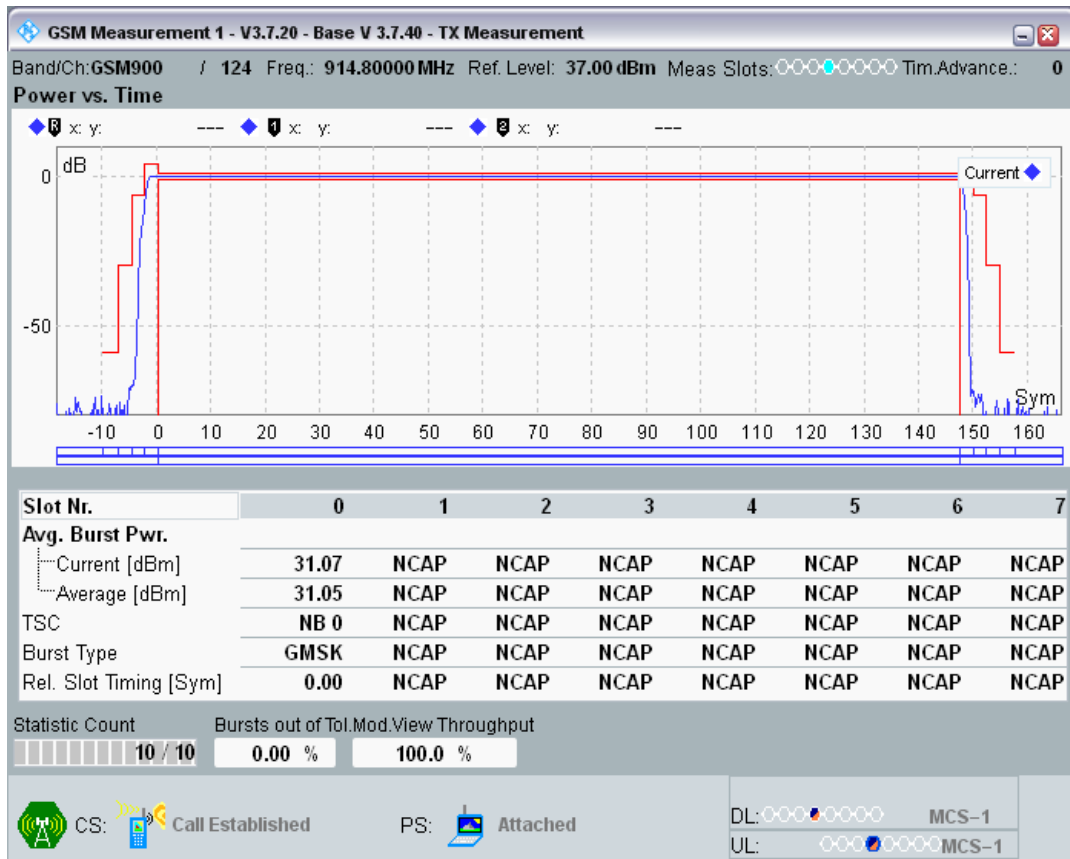 GSM Measurement 1 - V3.7.20 - Base V 3.7.40 - TX Measurement
Band/Ch:GSM900 / 124 Freq.: 914.80000 MHz Ref. Level: 37.00 dBm Meas Slots: Tim.Advance.: 0
Power vs. Time
R x: y: --- 1 x: y: --- 2 x: y: ---
dB
Current
0
-50
Sym
-10 0 10 20 30 40 50 60 70 80 90 100 110 120 130 140 150 160
Slot Nr. 0 1 2 3 4 5 6 7
Avg. Burst Pwr.
Current [dBm] 31.07 NCAP NCAP NCAP NCAP NCAP NCAP NCAP
Average [dBm] 31.05 NCAP NCAP NCAP NCAP NCAP NCAP NCAP
TSC NB 0 NCAP NCAP NCAP NCAP NCAP NCAP NCAP
Burst Type GMSK NCAP NCAP NCAP NCAP NCAP NCAP NCAP
Rel. Slot Timing [Sym] 0.00 NCAP NCAP NCAP NCAP NCAP NCAP NCAP
Statistic Count Bursts out of Tol. Mod.View Throughput
10 / 10 0.00 % 100.0 %
CS: Call Established PS: Attached
DL: MCS-1
UL: MCS-1